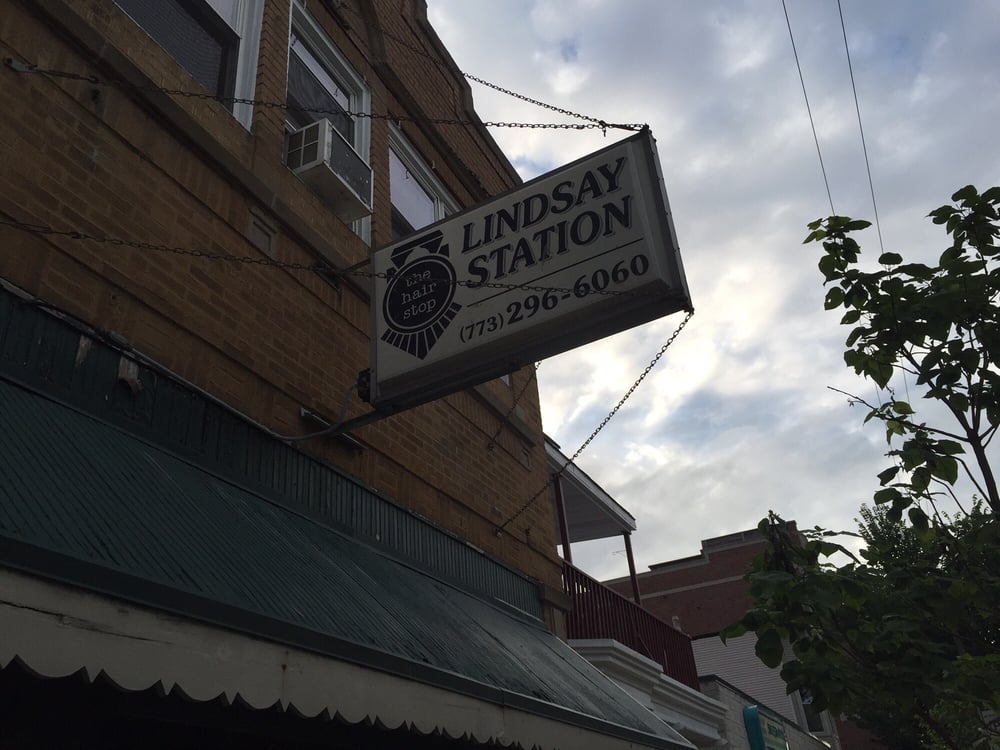 LINDSAY
STATION
the
hair
stop
(773) 296-6060